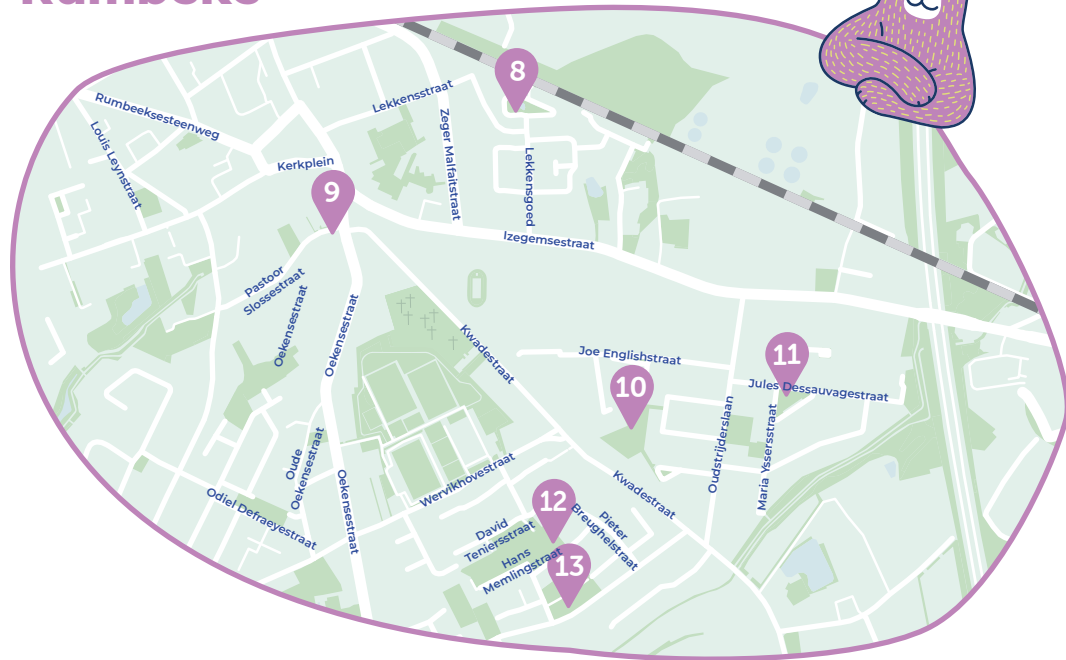 Rumbeke
8
Rumbeeksesteenweg
Lekkensstraat
Louis Leynstraat
Zeger Malfaitstraat
Kerkplein
Lekkensgoed
9
Izegemsestraat
Pastoor
Slossestraat
Oekensestraat
Oekensestraat
Kwadestraat
Joe Englishstraat
11
10
Jules Dessauvagestraat
Oudstrijderslaan
Maria Yssersstraat
Oude
Oekensestraat
Oekensestraat
Wervikhovestraat
Kwadestraat
Odiel Defraeyestraat
12
David
Teniersstraat
Pieter
Breughelstraat
Hans
Memlingstraat
13